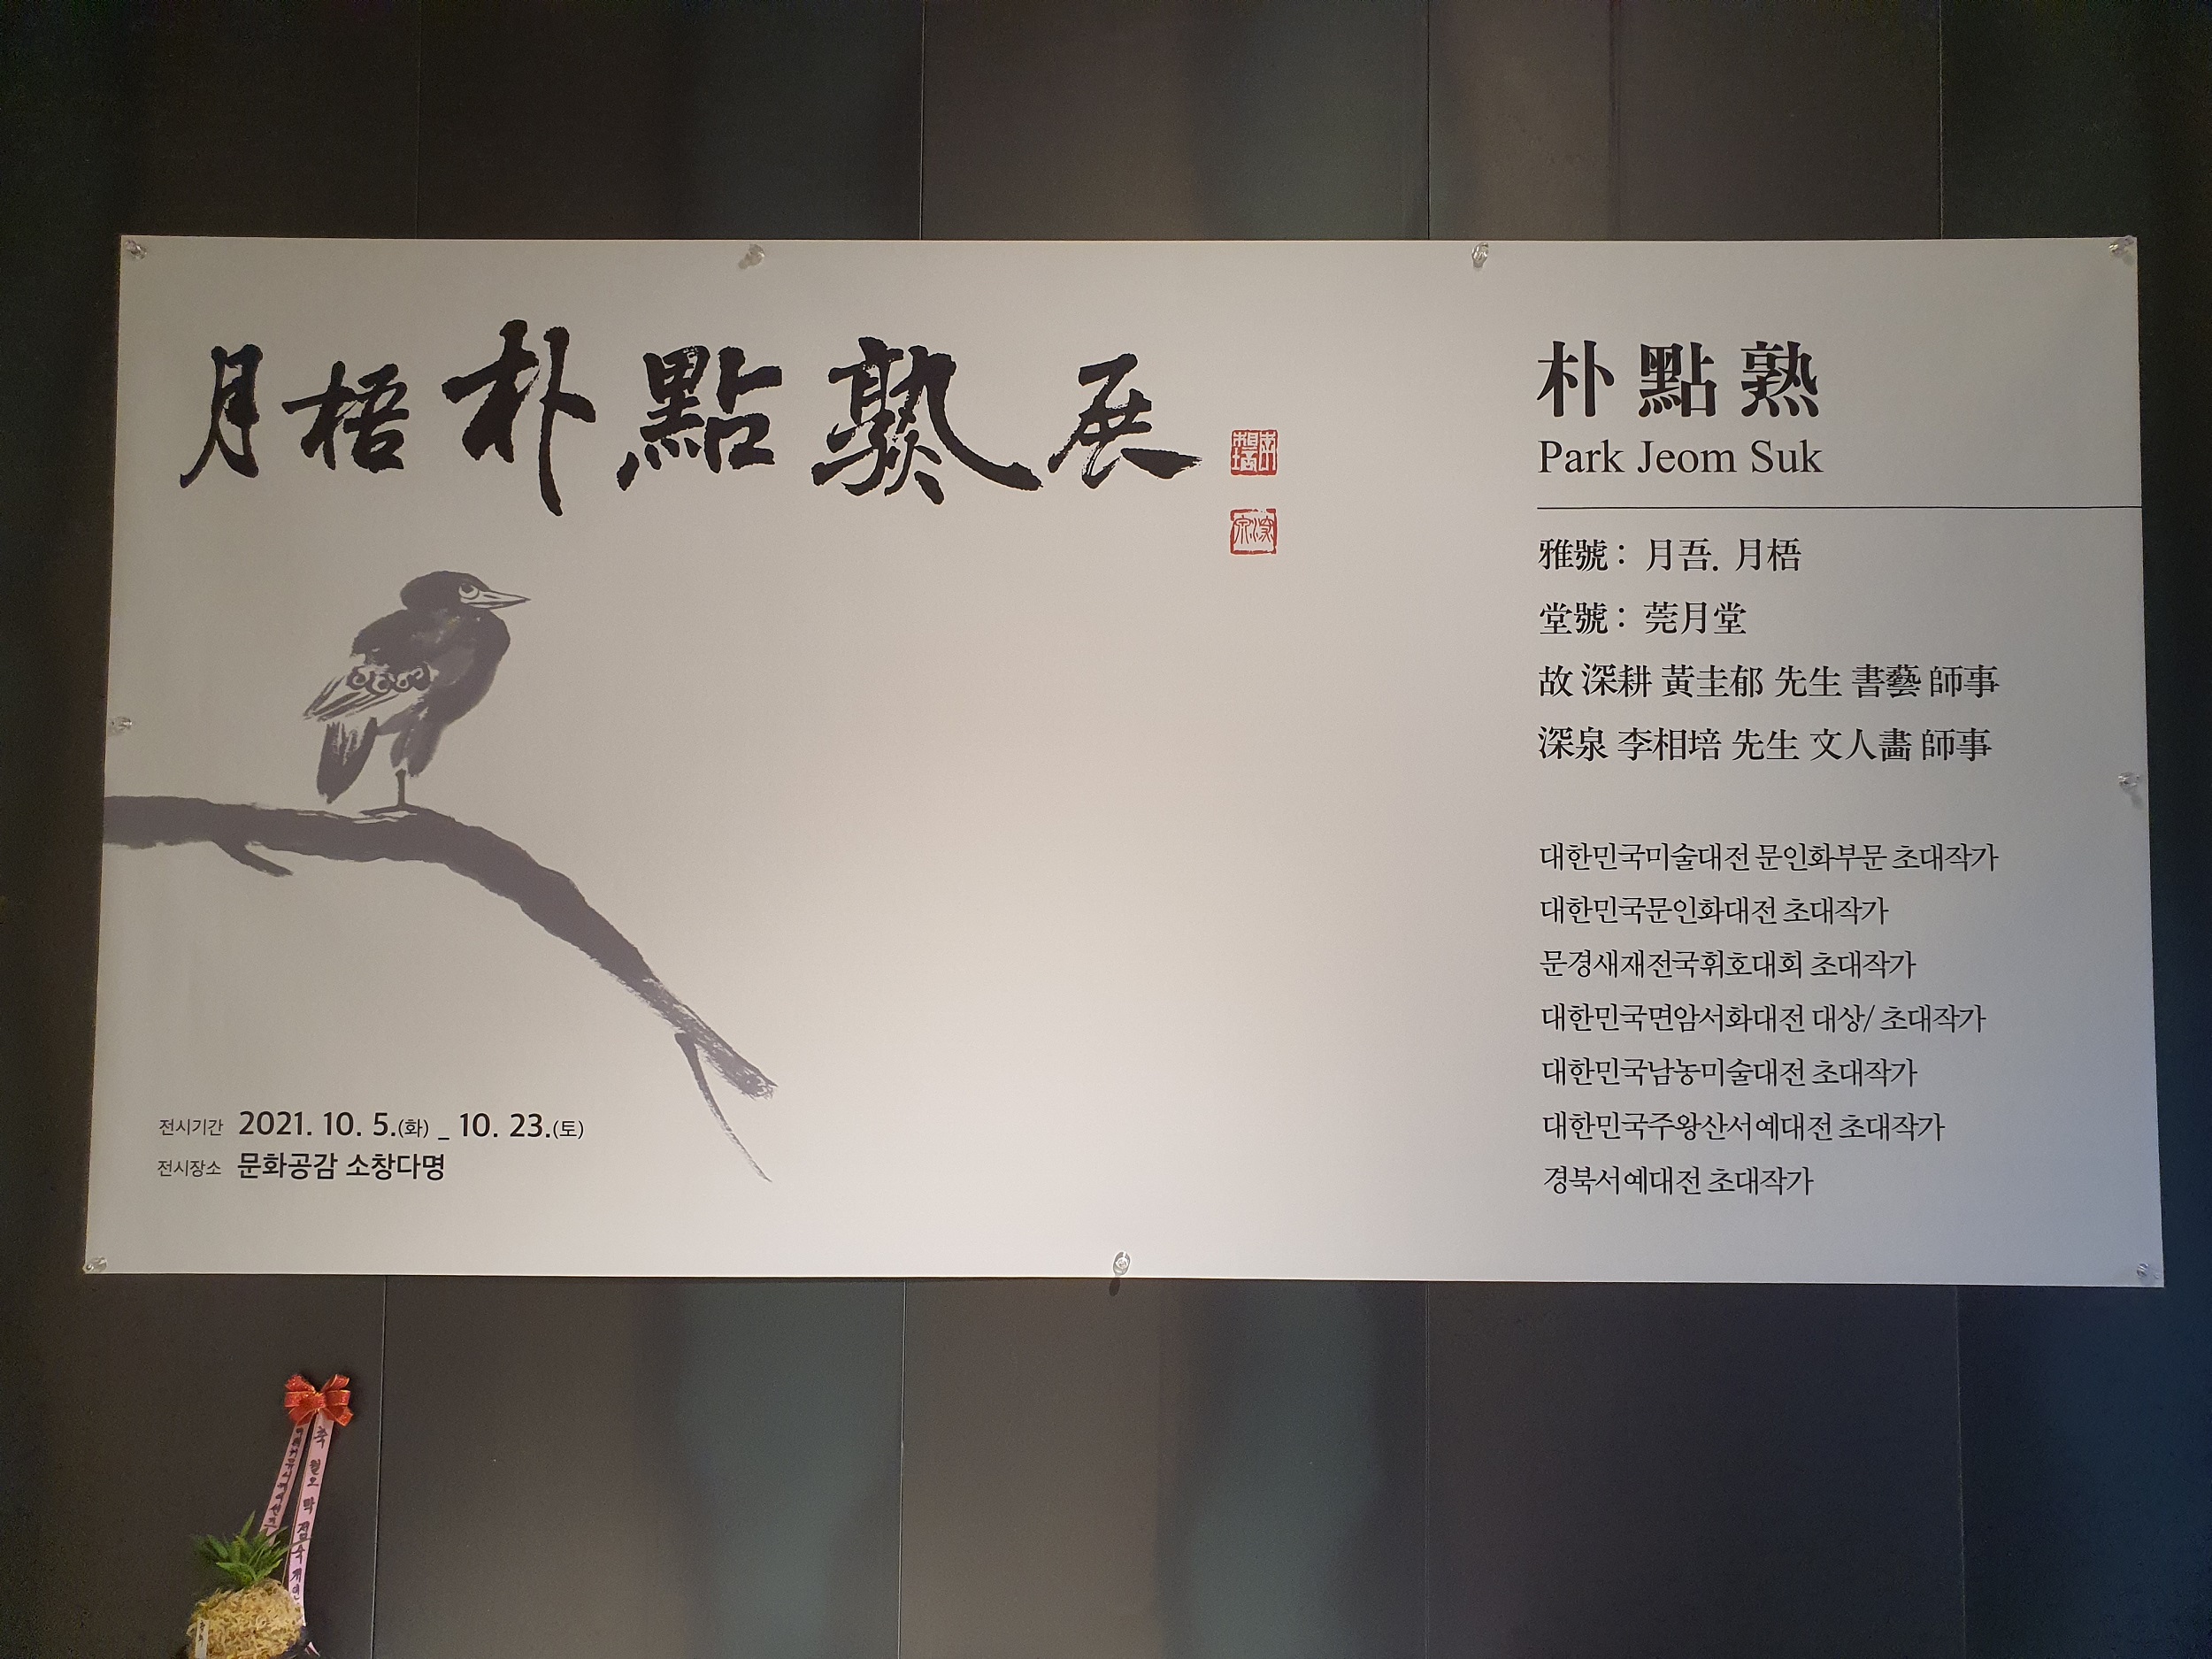 月梧 朴點熟展
朴點熟
Park Jeom Suk
雅號: 月吾. 月梧
堂號: 莞月堂
故 深耕 黃圭郁 先生 書藝 師事
深泉 李相培 先生 文人畵 師事
대한민국미술대전 문인화부문 초대작가
대한민국문인화대전 초대작가
문경새재전국휘호대회 초대작가
대한민국면암서화대전 대상/ 초대작가
대한민국남농미술대전 초대작가
대한민국주왕산서예대전 초대작가
경북서예대전 초대작가
전시기간 2021. 10. 5.(화) _ 10. 23.(토)
전시장소 문화공감 소창다명
축 월오 박점숙 개인